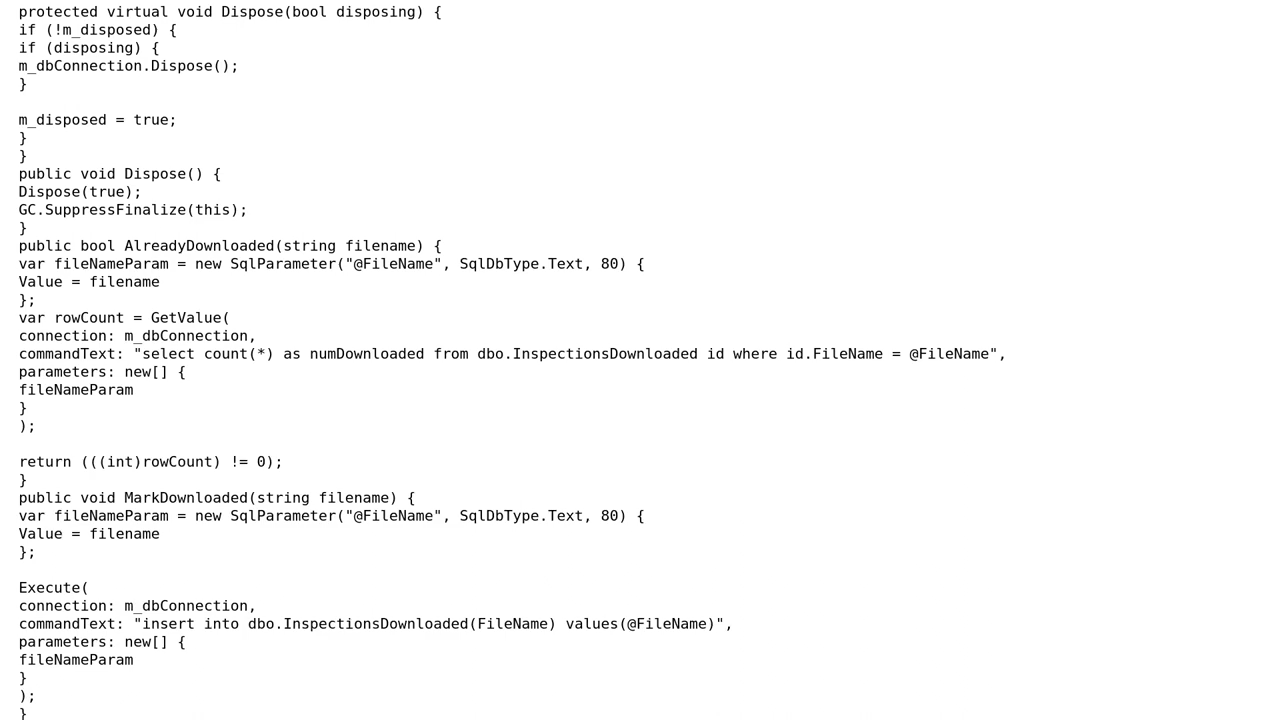 protected virtual void Dispose(bool disposing) {
if (!m_disposed) {
if (disposing) {
m_dbConnection.Dispose();
}

m_disposed = true;
}
}
public void Dispose() {
Dispose(true);
GC.SuppressFinalize(this);
}
public bool AlreadyDownloaded(string filename) {
var fileNameParam = new SqlParameter("@FileName", SqlDbType.Text, 80) {
Value = filename
};
var rowCount = GetValue(
connection: m_dbConnection,
commandText: "select count(*) as numDownloaded from dbo.InspectionsDownloaded id where id.FileName = @FileName",
parameters: new[] {
fileNameParam
}
);

return (((int)rowCount) != 0);
}
public void MarkDownloaded(string filename) {
var fileNameParam = new SqlParameter("@FileName", SqlDbType.Text, 80) {
Value = filename
};

Execute(
connection: m_dbConnection,
commandText: "insert into dbo.InspectionsDownloaded(FileName) values(@FileName)",
parameters: new[] {
fileNameParam
}
);
}